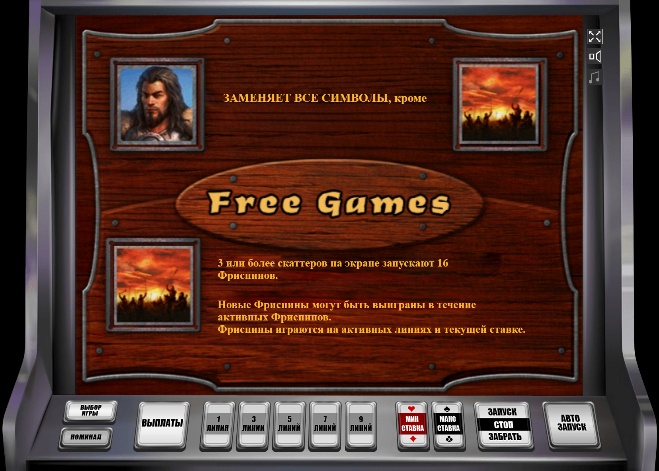 ЗАМЕНЯЕТ ВСЕ СИМВОЛЫ, кроме
Free Games
3 или более скаттеров на экране запускают 16
Фриспинов.
Новые Фриспины могут быть выиграны в течение
активных Фриспинов.
Фриспины играются на активных линиях и текущей ставке.
ВЫБОР
ИГРЫ
НОМИНАЛ
ВЫПЛАТЫ
1
ЛИНИЯ
3
ЛИНИИ
5
ЛИНИЙ
7
ЛИНИЙ
9
ЛИНИЙ
МИН
СТАВКА
МАКС
СТАВКА
ЗАПУСК
СТОП
ЗАБРАТЬ
АВТО
ЗАПУСК